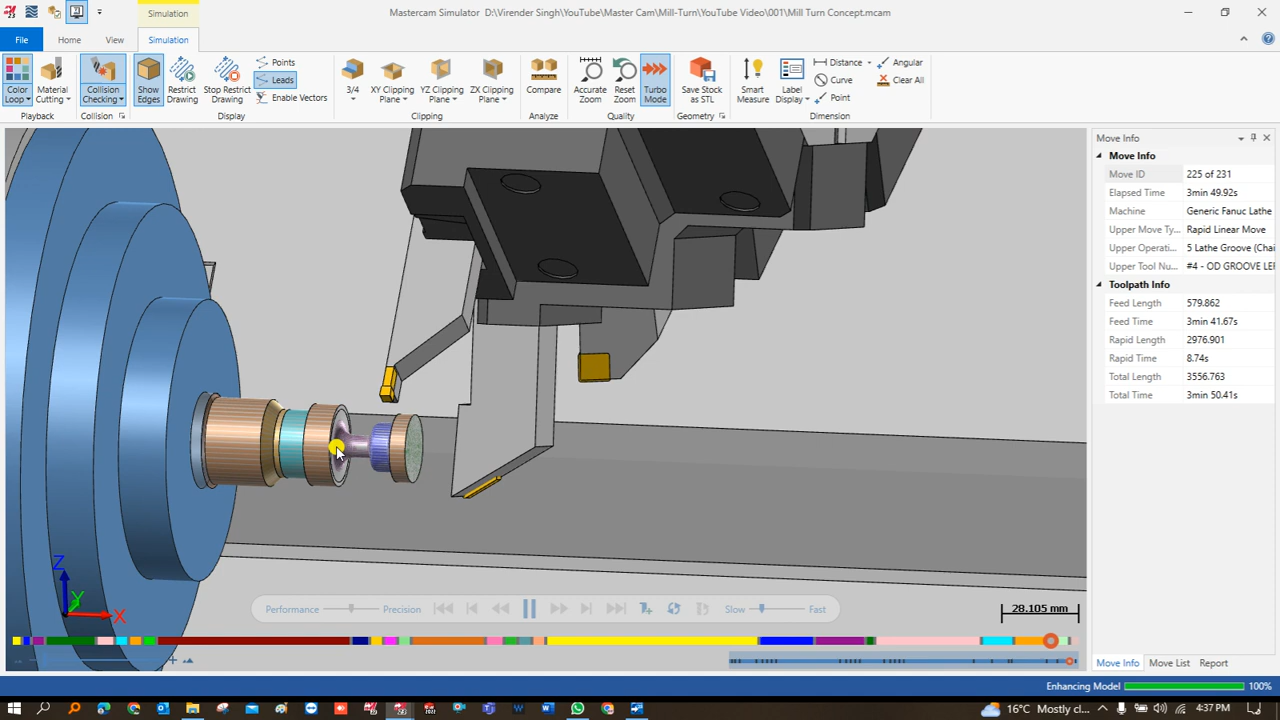 Simulation
Mastercam Simulator D:\Virender Singh\YouTube\Master Cam\Mill-Turn\YouTube Video\001\Mill Turn Concept.mcam
File
Home
View
Simulation
Color Loop
Material Cutting
Playback
Collision Checking
Collision
Show Edges
Restrict Drawing
Stop Restrict Drawing
Points
Leads
Enable Vectors
Display
3/4
XY Clipping Plane
YZ Clipping Plane
ZX Clipping Plane
Clipping
Compare
Analyze
Accurate Zoom
Reset Zoom
Turbo Mode
Quality
Save Stock as STL
Geometry
Smart Measure
Label Display
Distance
Curve
Point
Angular
Clear All
Dimension
Move Info
Move Info
Move ID 225 of 231
Elapsed Time 3min 49.92s
Machine Generic Fanuc Lathe
Upper Move Ty... Rapid Linear Move
Upper Operati... 5 Lathe Groove (Chai
Upper Tool Nu... #4 - OD GROOVE LEF
Toolpath Info
Feed Length 579.862
Feed Time 3min 41.67s
Rapid Length 2976.901
Rapid Time 8.74s
Total Length 3556.763
Total Time 3min 50.41s
Z
Y
X
Performance
Precision
Slow
Fast
28.105 mm
Move Info
Move List
Report
Enhancing Model 100%
16°C Mostly cl...
4:37 PM